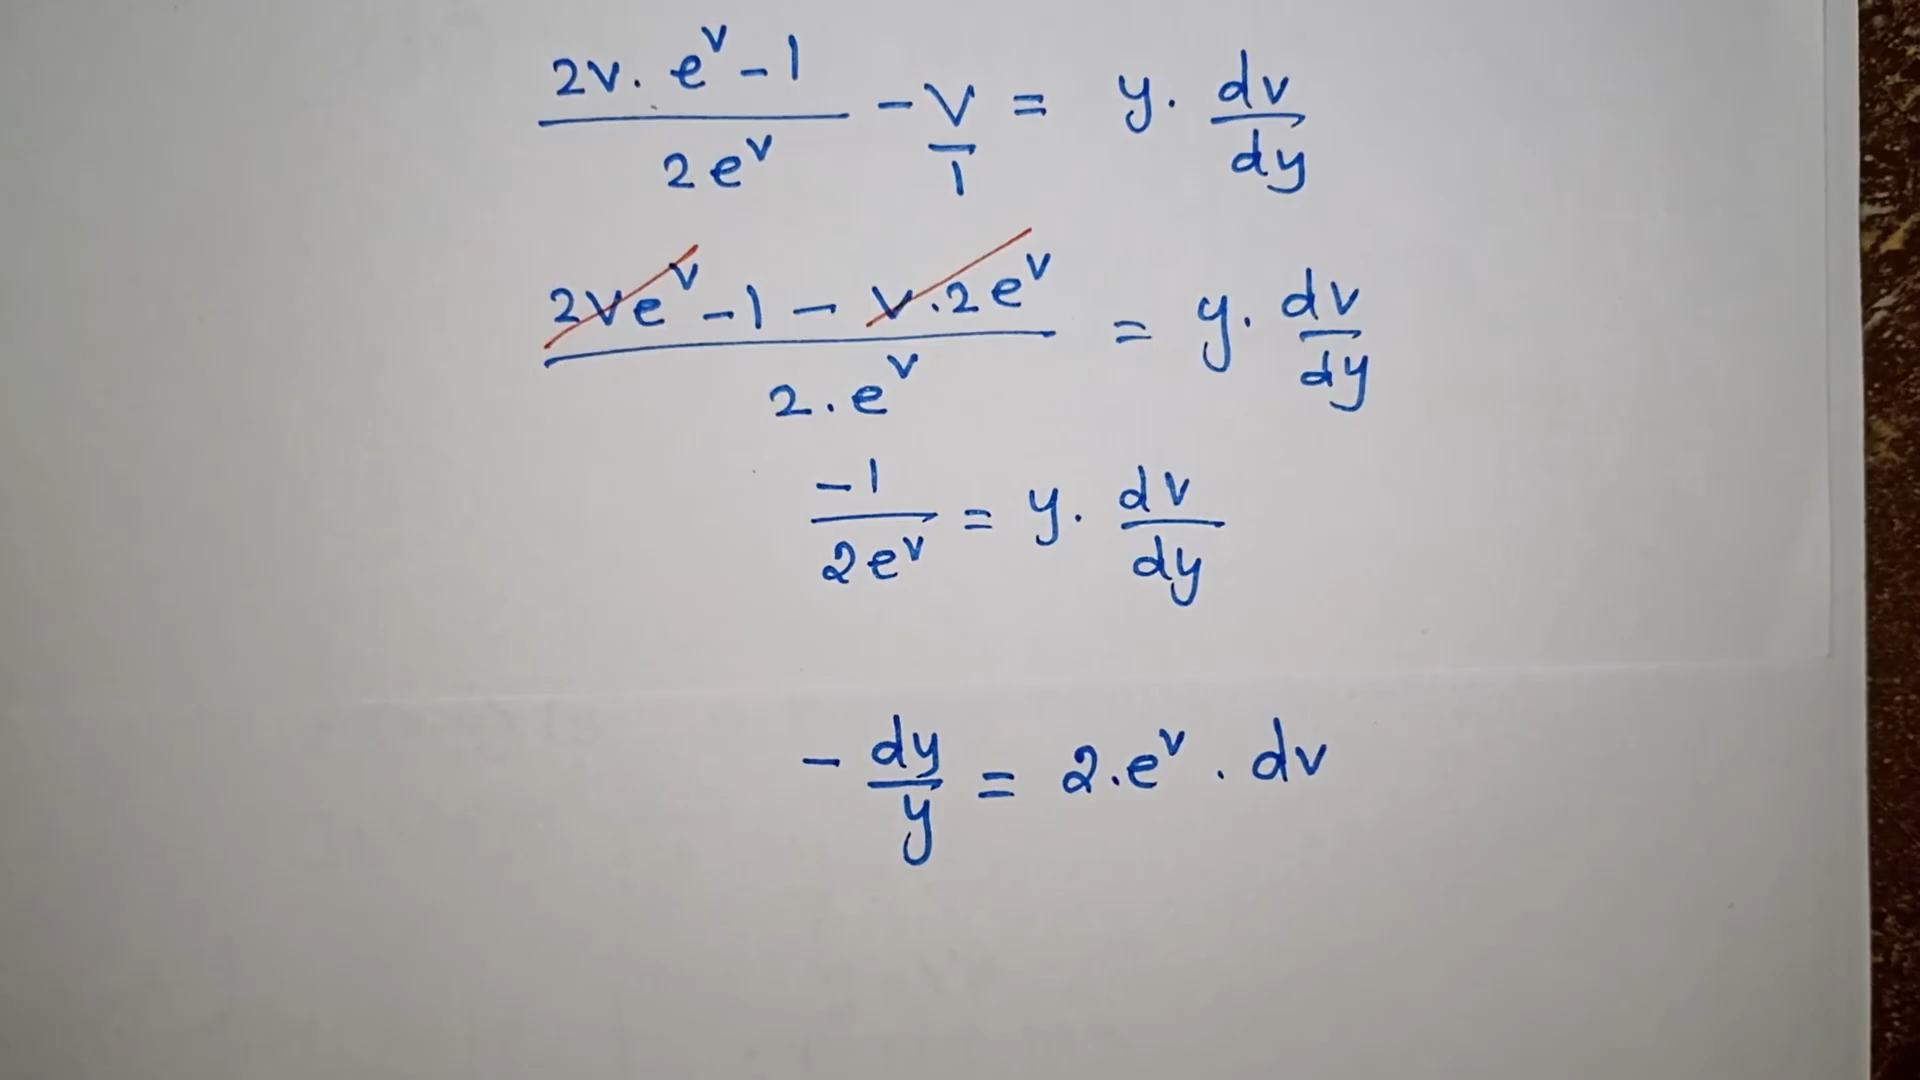 2v. e^v - 1 / 2e^v - v/1 = y. dv/dy
2ve^v - 1 - v.2e^v / 2.e^v = y. dv/dy
-1 / 2e^v = y. dv/dy
- dy/y = 2.e^v . dv